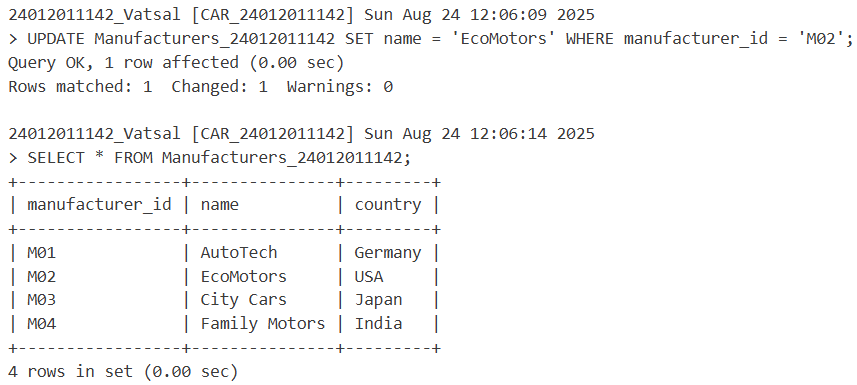 24012011142_Vatsal [CAR_24012011142] Sun Aug 24 12:06:09 2025
> UPDATE Manufacturers_24012011142 SET name = 'EcoMotors' WHERE manufacturer_id = 'M02';
Query OK, 1 row affected (0.00 sec)
Rows matched: 1  Changed: 1  Warnings: 0

24012011142_Vatsal [CAR_24012011142] Sun Aug 24 12:06:14 2025
> SELECT * FROM Manufacturers_24012011142;
+-----------------+---------------+---------+
| manufacturer_id | name          | country |
+-----------------+---------------+---------+
| M01             | AutoTech      | Germany |
| M02             | EcoMotors     | USA     |
| M03             | City Cars     | Japan   |
| M04             | Family Motors | India   |
+-----------------+---------------+---------+
4 rows in set (0.00 sec)